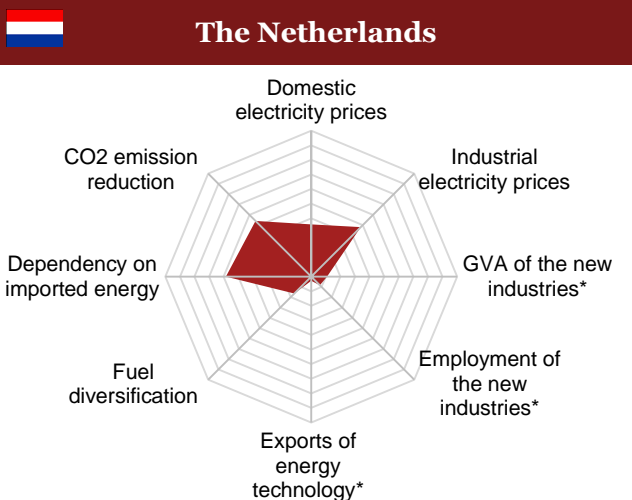 The Netherlands
Domestic
electricity prices
Industrial
electricity prices
GVA of the new
industries*
Employment of
the new
industries*
Exports of
energy
technology*
Fuel
diversification
Dependency on
imported energy
CO2 emission
reduction